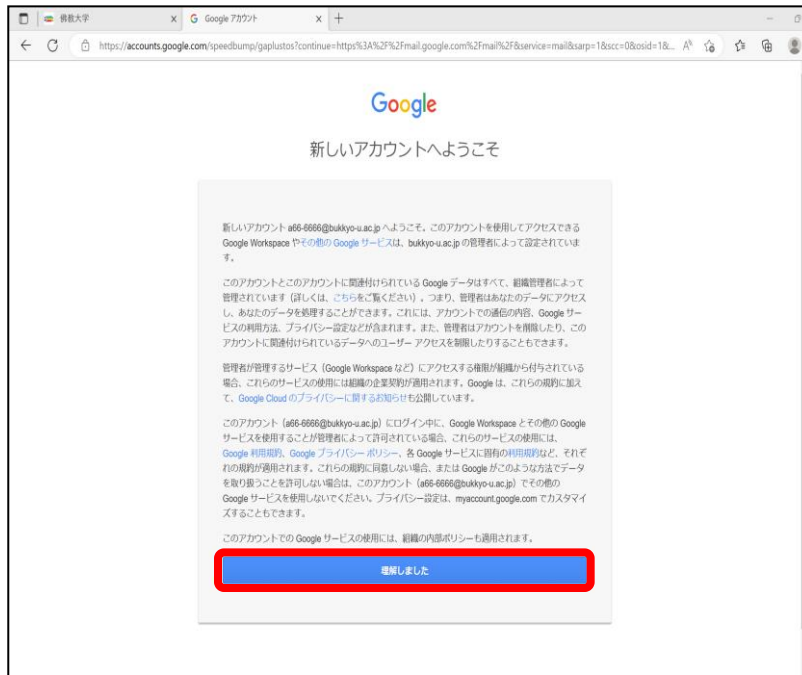 佛教大学
Google アカウント
https://accounts.google.com/speedbump/gaplustos?continue=https%3A%2F%2Fmail.google.com%2Fmail%2F&service=mail&sarp=1&scc=0&osid=1&...
Google
新しいアカウントへようこそ
新しいアカウント a66-6666@bukkyo-u.ac.jp へようこそ。このアカウントを使用してアクセスできる
Google Workspace やその他の Google サービスは、bukkyo-u.ac.jp の管理者によって設定されていま
す。
このアカウントとこのアカウントに関連付けられている Google データはすべて、組織管理者によって
管理されています（詳しくは、こちらをご覧ください）。つまり、管理者はあなたのデータにアクセス
し、あなたのデータを処理することができます。これには、アカウントでの通信の内容、Google サー
ビスの利用方法、プライバシー設定などが含まれます。また、管理者はアカウントを削除したり、この
アカウントに関連付けられているデータへのユーザー アクセスを制限したりすることもできます。
管理者が管理するサービス（Google Workspace など）にアクセスする権限が組織から付与されている
場合、これらのサービスの使用には組織の企業契約が適用されます。Google は、これらの規約に加え
て、Google Cloud のプライバシーに関するお知らせも公開しています。
このアカウント（a66-6666@bukkyo-u.ac.jp）にログイン中に、Google Workspace とその他の Google
サービスを使用することが管理者によって許可されている場合、これらのサービスの使用には、
Google 利用規約、Google プライバシー ポリシー、各 Google サービスに固有の利用規約など、それぞ
れの規約が適用されます。これらの規約に同意しない場合、または Google がこのような方法でデータ
を取り扱うことを許可しない場合は、このアカウント（a66-6666@bukkyo-u.ac.jp）でその他の
Google サービスを使用しないでください。プライバシー設定は、myaccount.google.com でカスタマイ
ズすることもできます。
このアカウントでの Google サービスの使用には、組織の内部ポリシーも適用されます。
理解しました